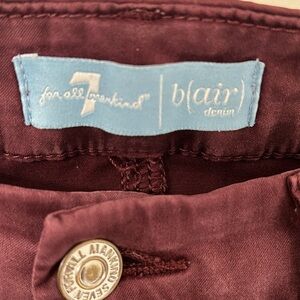 7
for all mankind
b(air)
denim
SEVEN FOR ALL MANKIND